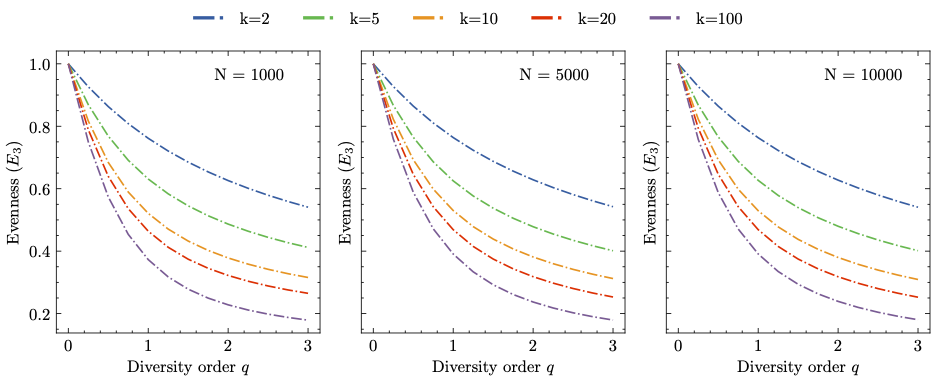 k=2 k=5 k=10 k=20 k=100
N = 1000 N = 5000 N = 10000
1.0
0.8
0.6
0.4
0.2
Evenness (E3) Evenness (E3) Evenness (E3)
0 1 2 3 0 1 2 3 0 1 2 3
Diversity order q Diversity order q Diversity order q